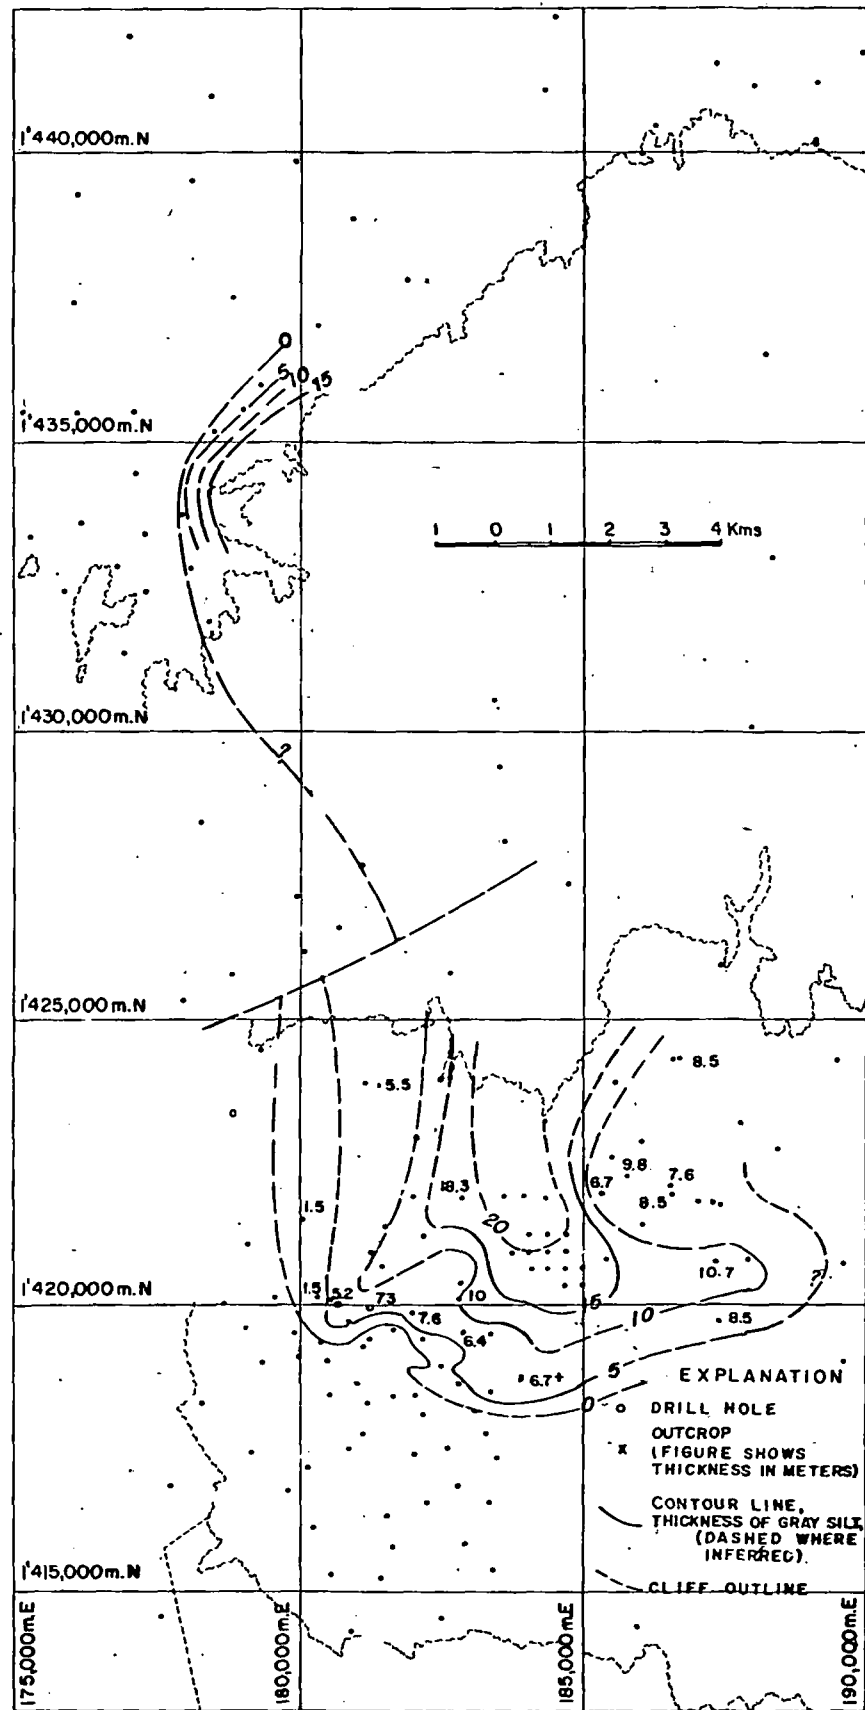 1'440,000m.N
0
5
10
15
1'435,000m.N
1 0 1 2 3 4 Kms
1'430,000m.N
?
1'425,000m.N
8.5
5.5
9.8
7.6
18.3
6.7
8.5
1.5
20
10.7
?
1'420,000m.N
1.5
5.2
73
10
7.6
10
8.5
6.4
6.7+
5
0
EXPLANATION
DRILL HOLE
OUTCROP
x (FIGURE SHOWS
THICKNESS IN METERS)
CONTOUR LINE,
THICKNESS OF GRAY SILT,
(DASHED WHERE
INFERRED).
CLIFF OUTLINE
1'415,000m.N
175,000m.E
180,000m.E
185,000m.E
190,000m.E